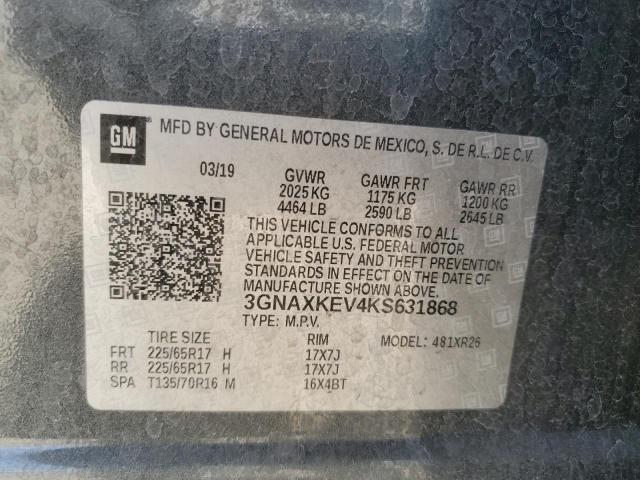 GM
MFD BY GENERAL MOTORS DE MEXICO, S. DE R.L. DE C.V.
03/19 GVWR GAWR FRT GAWR RR
2025 KG 1175 KG 1200 KG
4464 LB 2590 LB 2645 LB
THIS VEHICLE CONFORMS TO ALL
APPLICABLE U.S. FEDERAL MOTOR
VEHICLE SAFETY AND THEFT PREVENTION
STANDARDS IN EFFECT ON THE DATE OF
MANUFACTURE SHOWN ABOVE.
3GNAXKEV4KS631868
TYPE: M.P.V.
TIRE SIZE RIM MODEL: 481XR26
FRT 225/65R17 H 17X7J
RR 225/65R17 H 17X7J
SPA T135/70R16 M 16X4BT